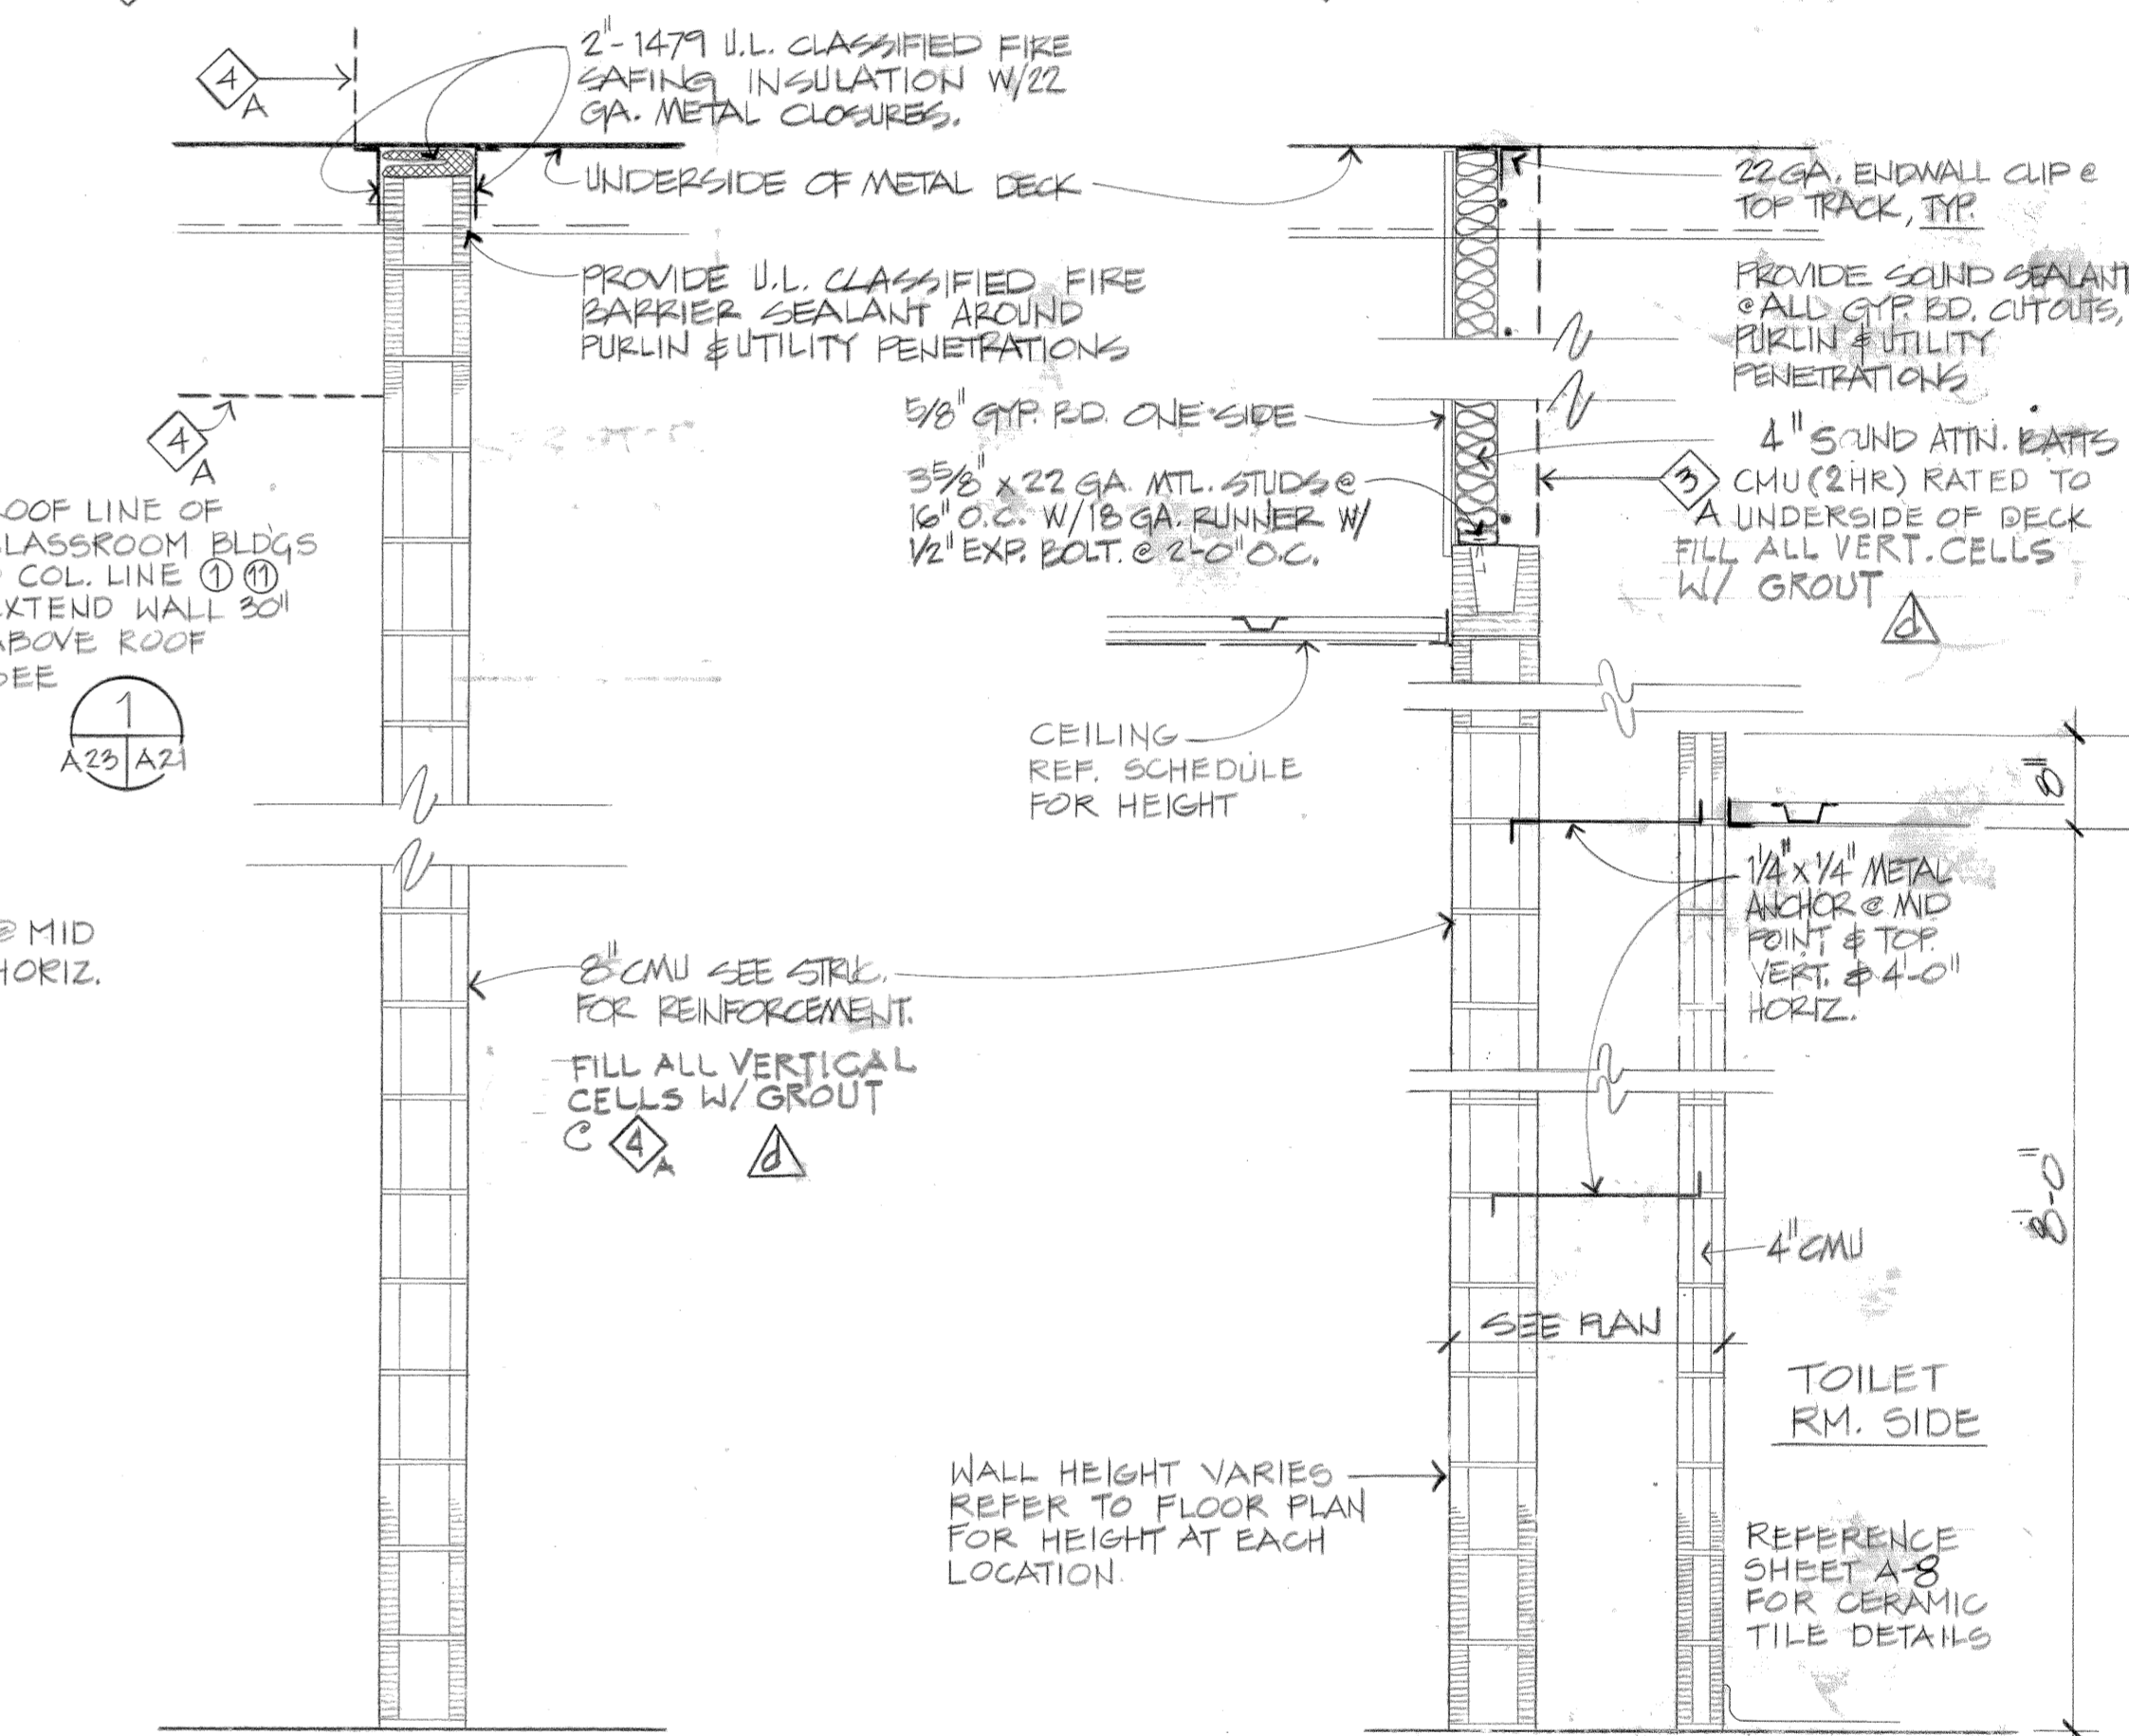 4
A
2"-1479 U.L. CLASSIFIED FIRE
SAFING INSULATION W/22
GA. METAL CLOSURES.
UNDERSIDE OF METAL DECK
PROVIDE U.L. CLASSIFIED FIRE
BARRIER SEALANT AROUND
PURLIN & UTILITY PENETRATIONS
4
A
OOF LINE OF
LASSROOM BLDGS
COL. LINE 1 11
EXTEND WALL 30"
ABOVE ROOF
SEE
1
A23 A21
@ MID
HORIZ.
8" CMU SEE STRUC.
FOR REINFORCEMENT.
FILL ALL VERTICAL
CELLS W/ GROUT
C 4 A
d
22 GA. ENDWALL CLIP @
TOP TRACK, TYP.
PROVIDE SOUND SEALANT
@ ALL GYP. BD. CUTOUTS,
PURLIN & UTILITY
PENETRATIONS
5/8" GYP. BD. ONE SIDE
3 5/8" x 22 GA. MTL. STUDS @
16" O.C. W/18 GA. RUNNER W/
1/2" EXP. BOLT. @ 2'-0" O.C.
4" SOUND ATTN. BATTS
3
A
CMU (2HR) RATED TO
UNDERSIDE OF DECK
FILL ALL VERT. CELLS
W/ GROUT
d
CEILING
REF. SCHEDULE
FOR HEIGHT
8"
1/4" x 1/4" METAL
ANCHOR @ MID
POINT & TOP.
VERT. & 4'-0"
HORIZ.
8'-0"
4" CMU
SEE PLAN
TOILET
RM. SIDE
WALL HEIGHT VARIES
REFER TO FLOOR PLAN
FOR HEIGHT AT EACH
LOCATION.
REFERENCE
SHEET A-8
FOR CERAMIC
TILE DETAILS